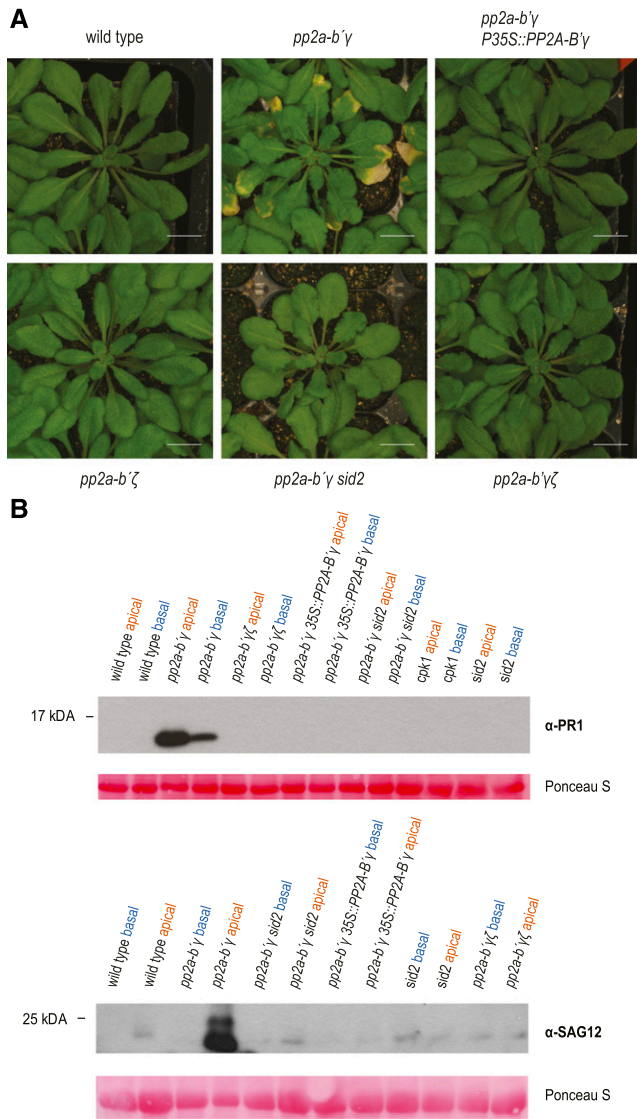 A
wild type
pp2a-b´γ
pp2a-b'γ
P35S::PP2A-B'γ
pp2a-b´ζ
pp2a-b´γ sid2
pp2a-b'γζ
B
wild type apical
wild type basal
pp2a-b´γ apical
pp2a-b´γ basal
pp2a-b´γζ apical
pp2a-b´γζ basal
pp2a-b´γ 35S::PP2A-B´γ apical
pp2a-b´γ 35S::PP2A-B´γ basal
pp2a-b´γ sid2 apical
pp2a-b´γ sid2 basal
cpk1 apical
cpk1 basal
sid2 apical
sid2 basal
17 kDA –
α-PR1
Ponceau S
wild type basal
wild type apical
pp2a-b´γ basal
pp2a-b´γ apical
pp2a-b´γ sid2 basal
pp2a-b´γ sid2 apical
pp2a-b´γ 35S::PP2A-B´γ basal
pp2a-b´γ 35S::PP2A-B´γ apical
sid2 basal
sid2 apical
pp2a-b´γζ basal
pp2a-b´γζ apical
25 kDA –
α-SAG12
Ponceau S